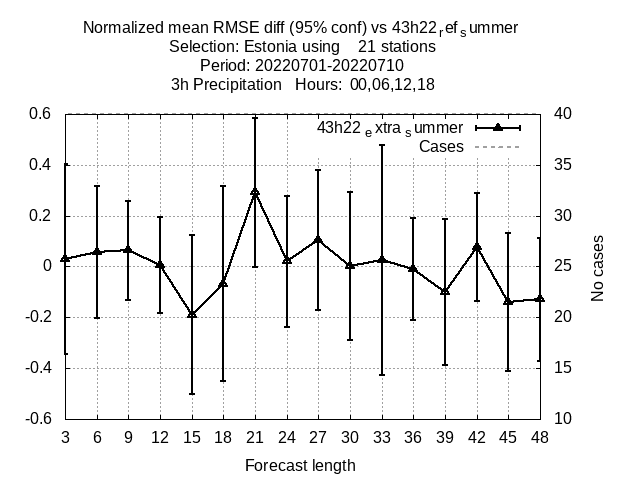 Normalized mean RMSE diff (95% conf) vs 43h22refsummer
Selection: Estonia using 21 stations
Period: 20220701-20220710
3h Precipitation Hours: 00,06,12,18
43h22extrasummer
Cases
0.6
0.4
0.2
0
-0.2
-0.4
-0.6
40
35
30
25
20
15
10
No cases
3 6 9 12 15 18 21 24 27 30 33 36 39 42 45 48
Forecast length